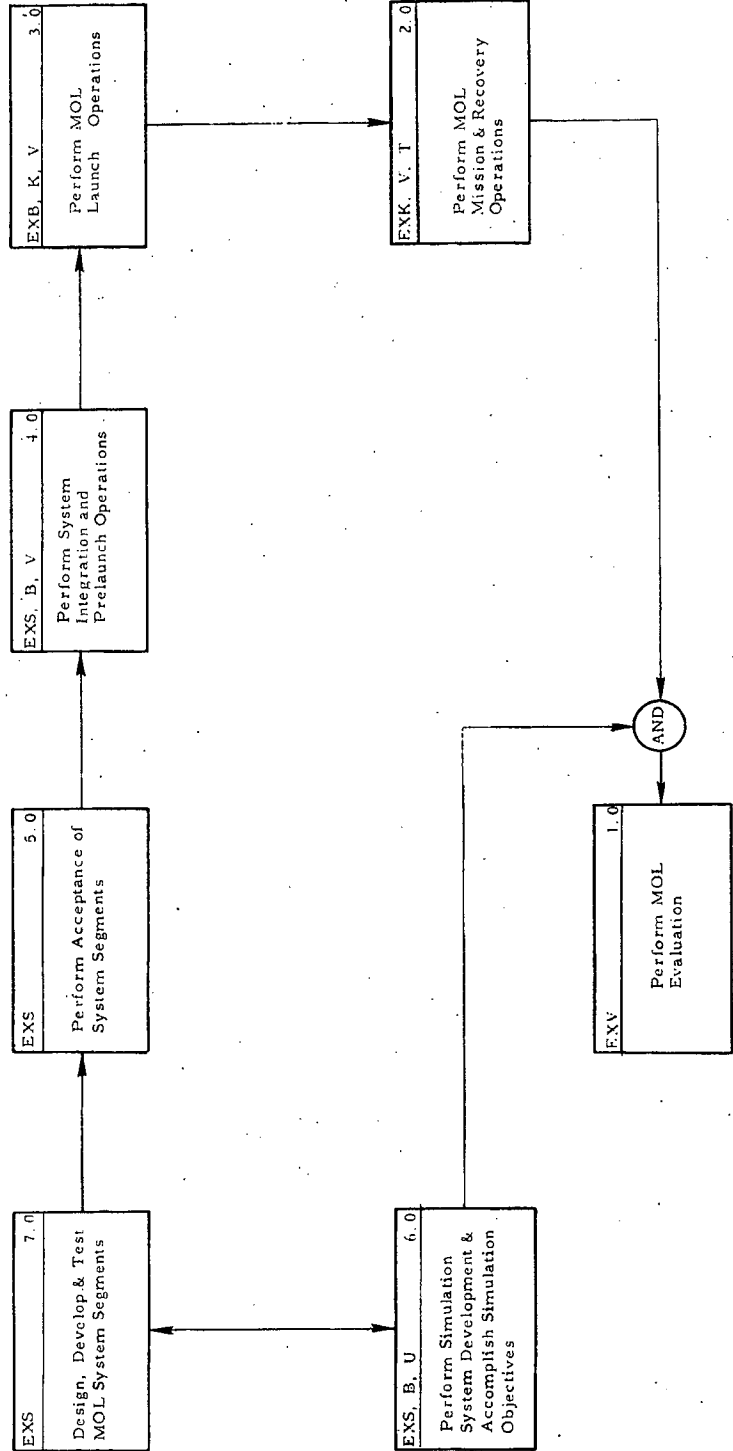 EXS 7.0
Design, Develop & Test
MOL System Segments
EXS 5.0
Perform Acceptance of
System Segments
EXS, B, V 4.0
Perform System
Integration and
Prelaunch Operations
EXB, K, V 3.0
Perform MOL
Launch Operations
EXS, B, U 6.0
Perform Simulation
System Development &
Accomplish Simulation
Objectives
EXK, V, T 2.0
Perform MOL
Mission & Recovery
Operations
AND
EXV 1.0
Perform MOL
Evaluation